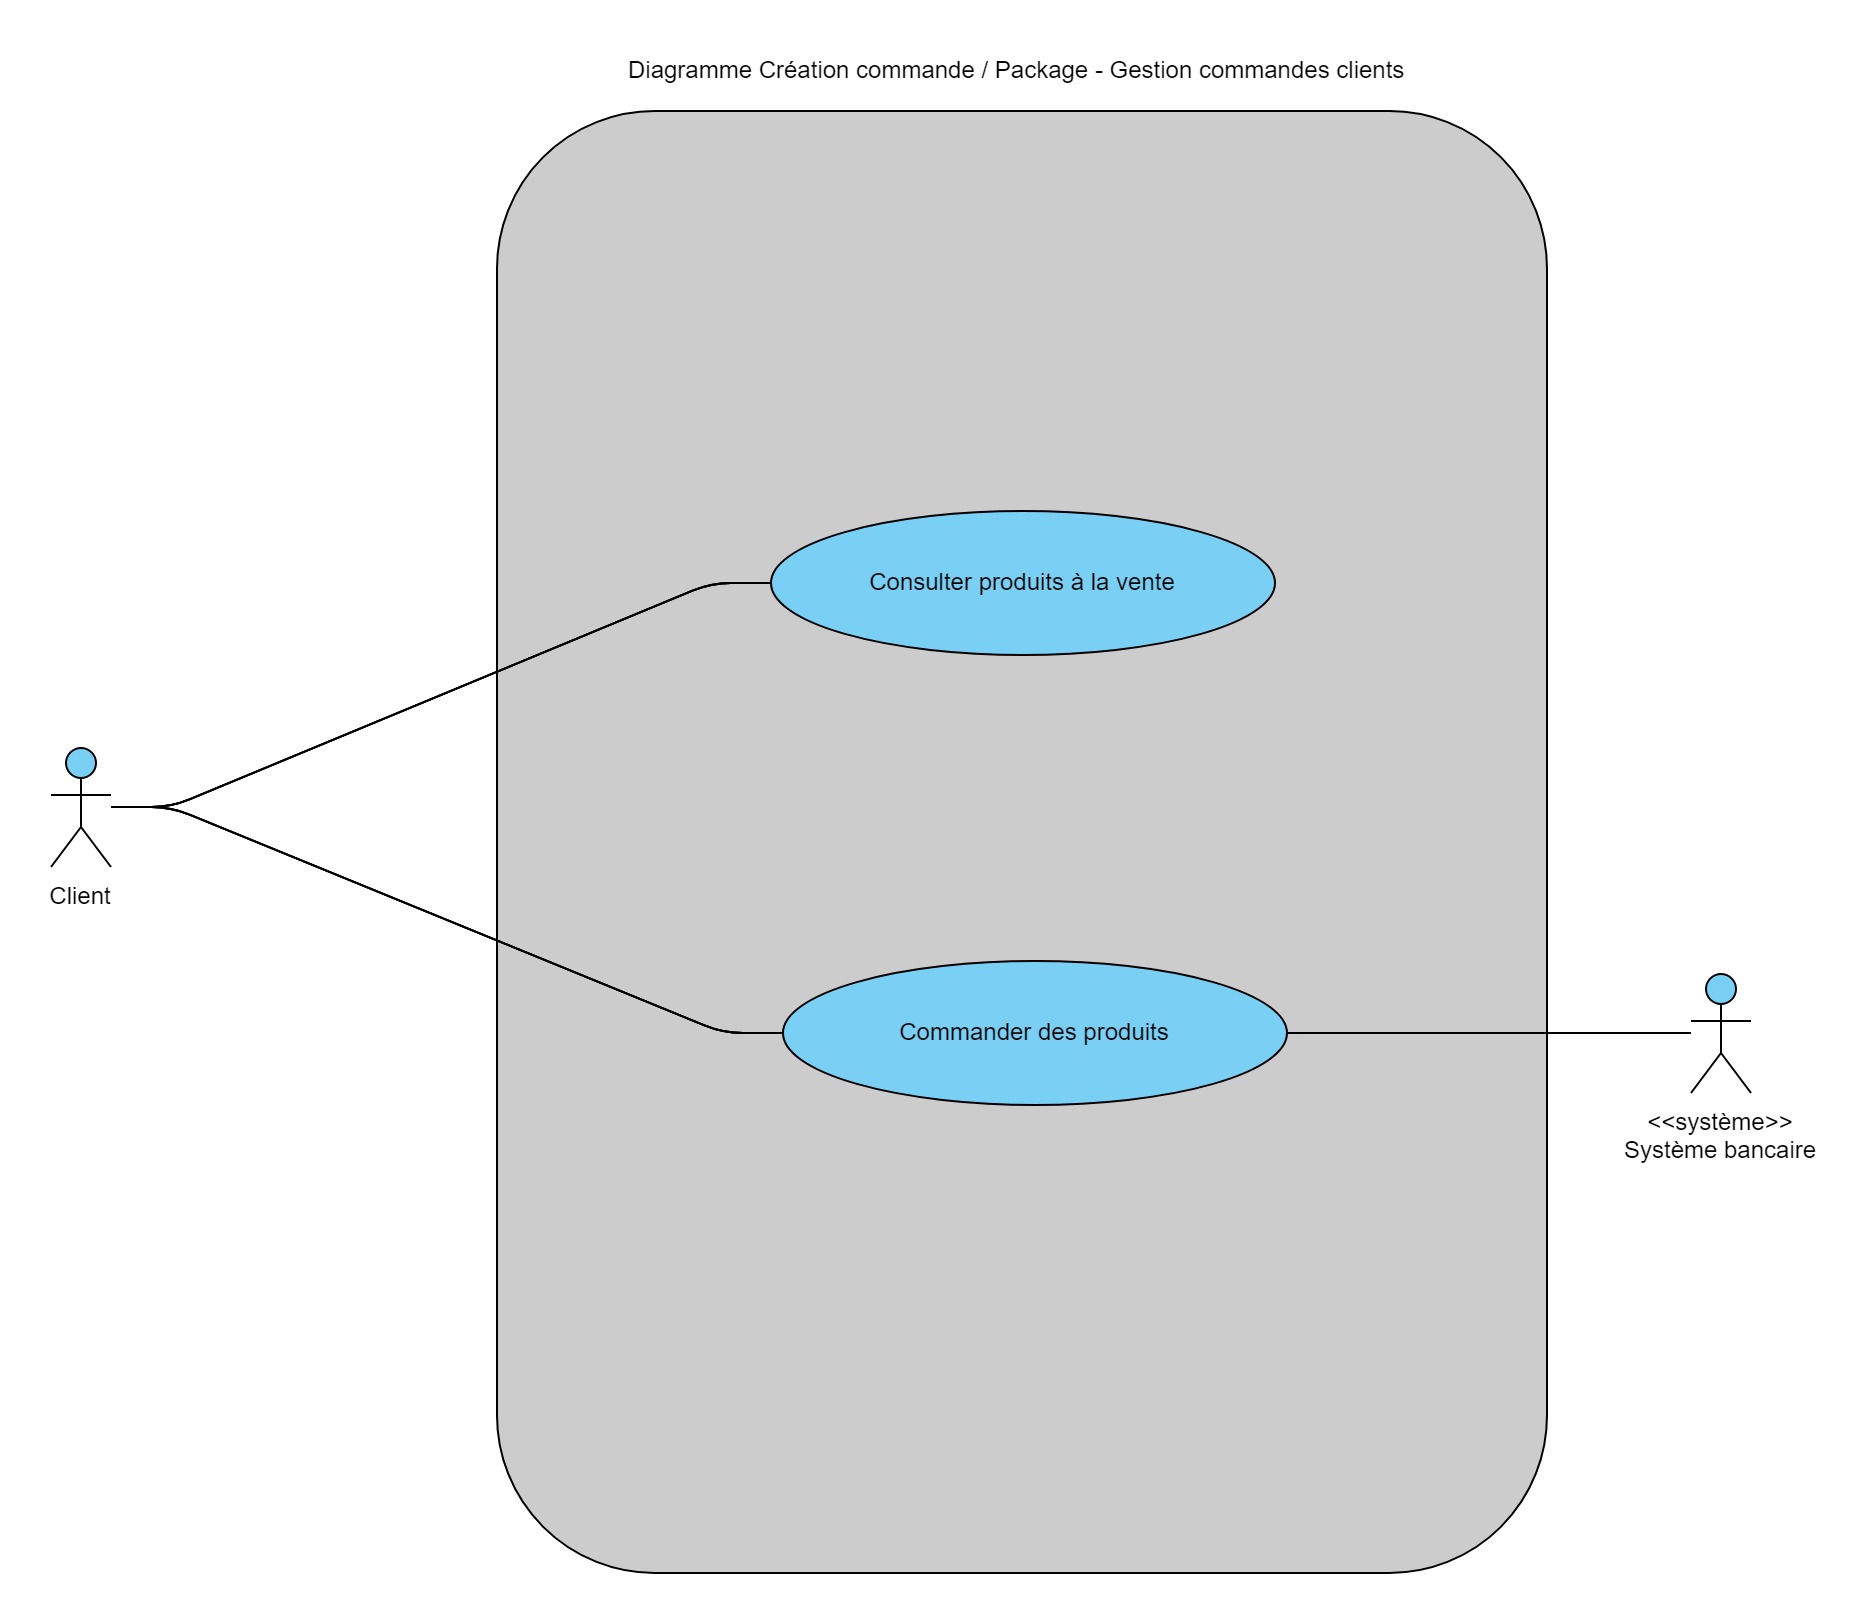 Diagramme Création commande / Package - Gestion commandes clients
Consulter produits à la vente
Client
Commander des produits
<<système>>
Système bancaire